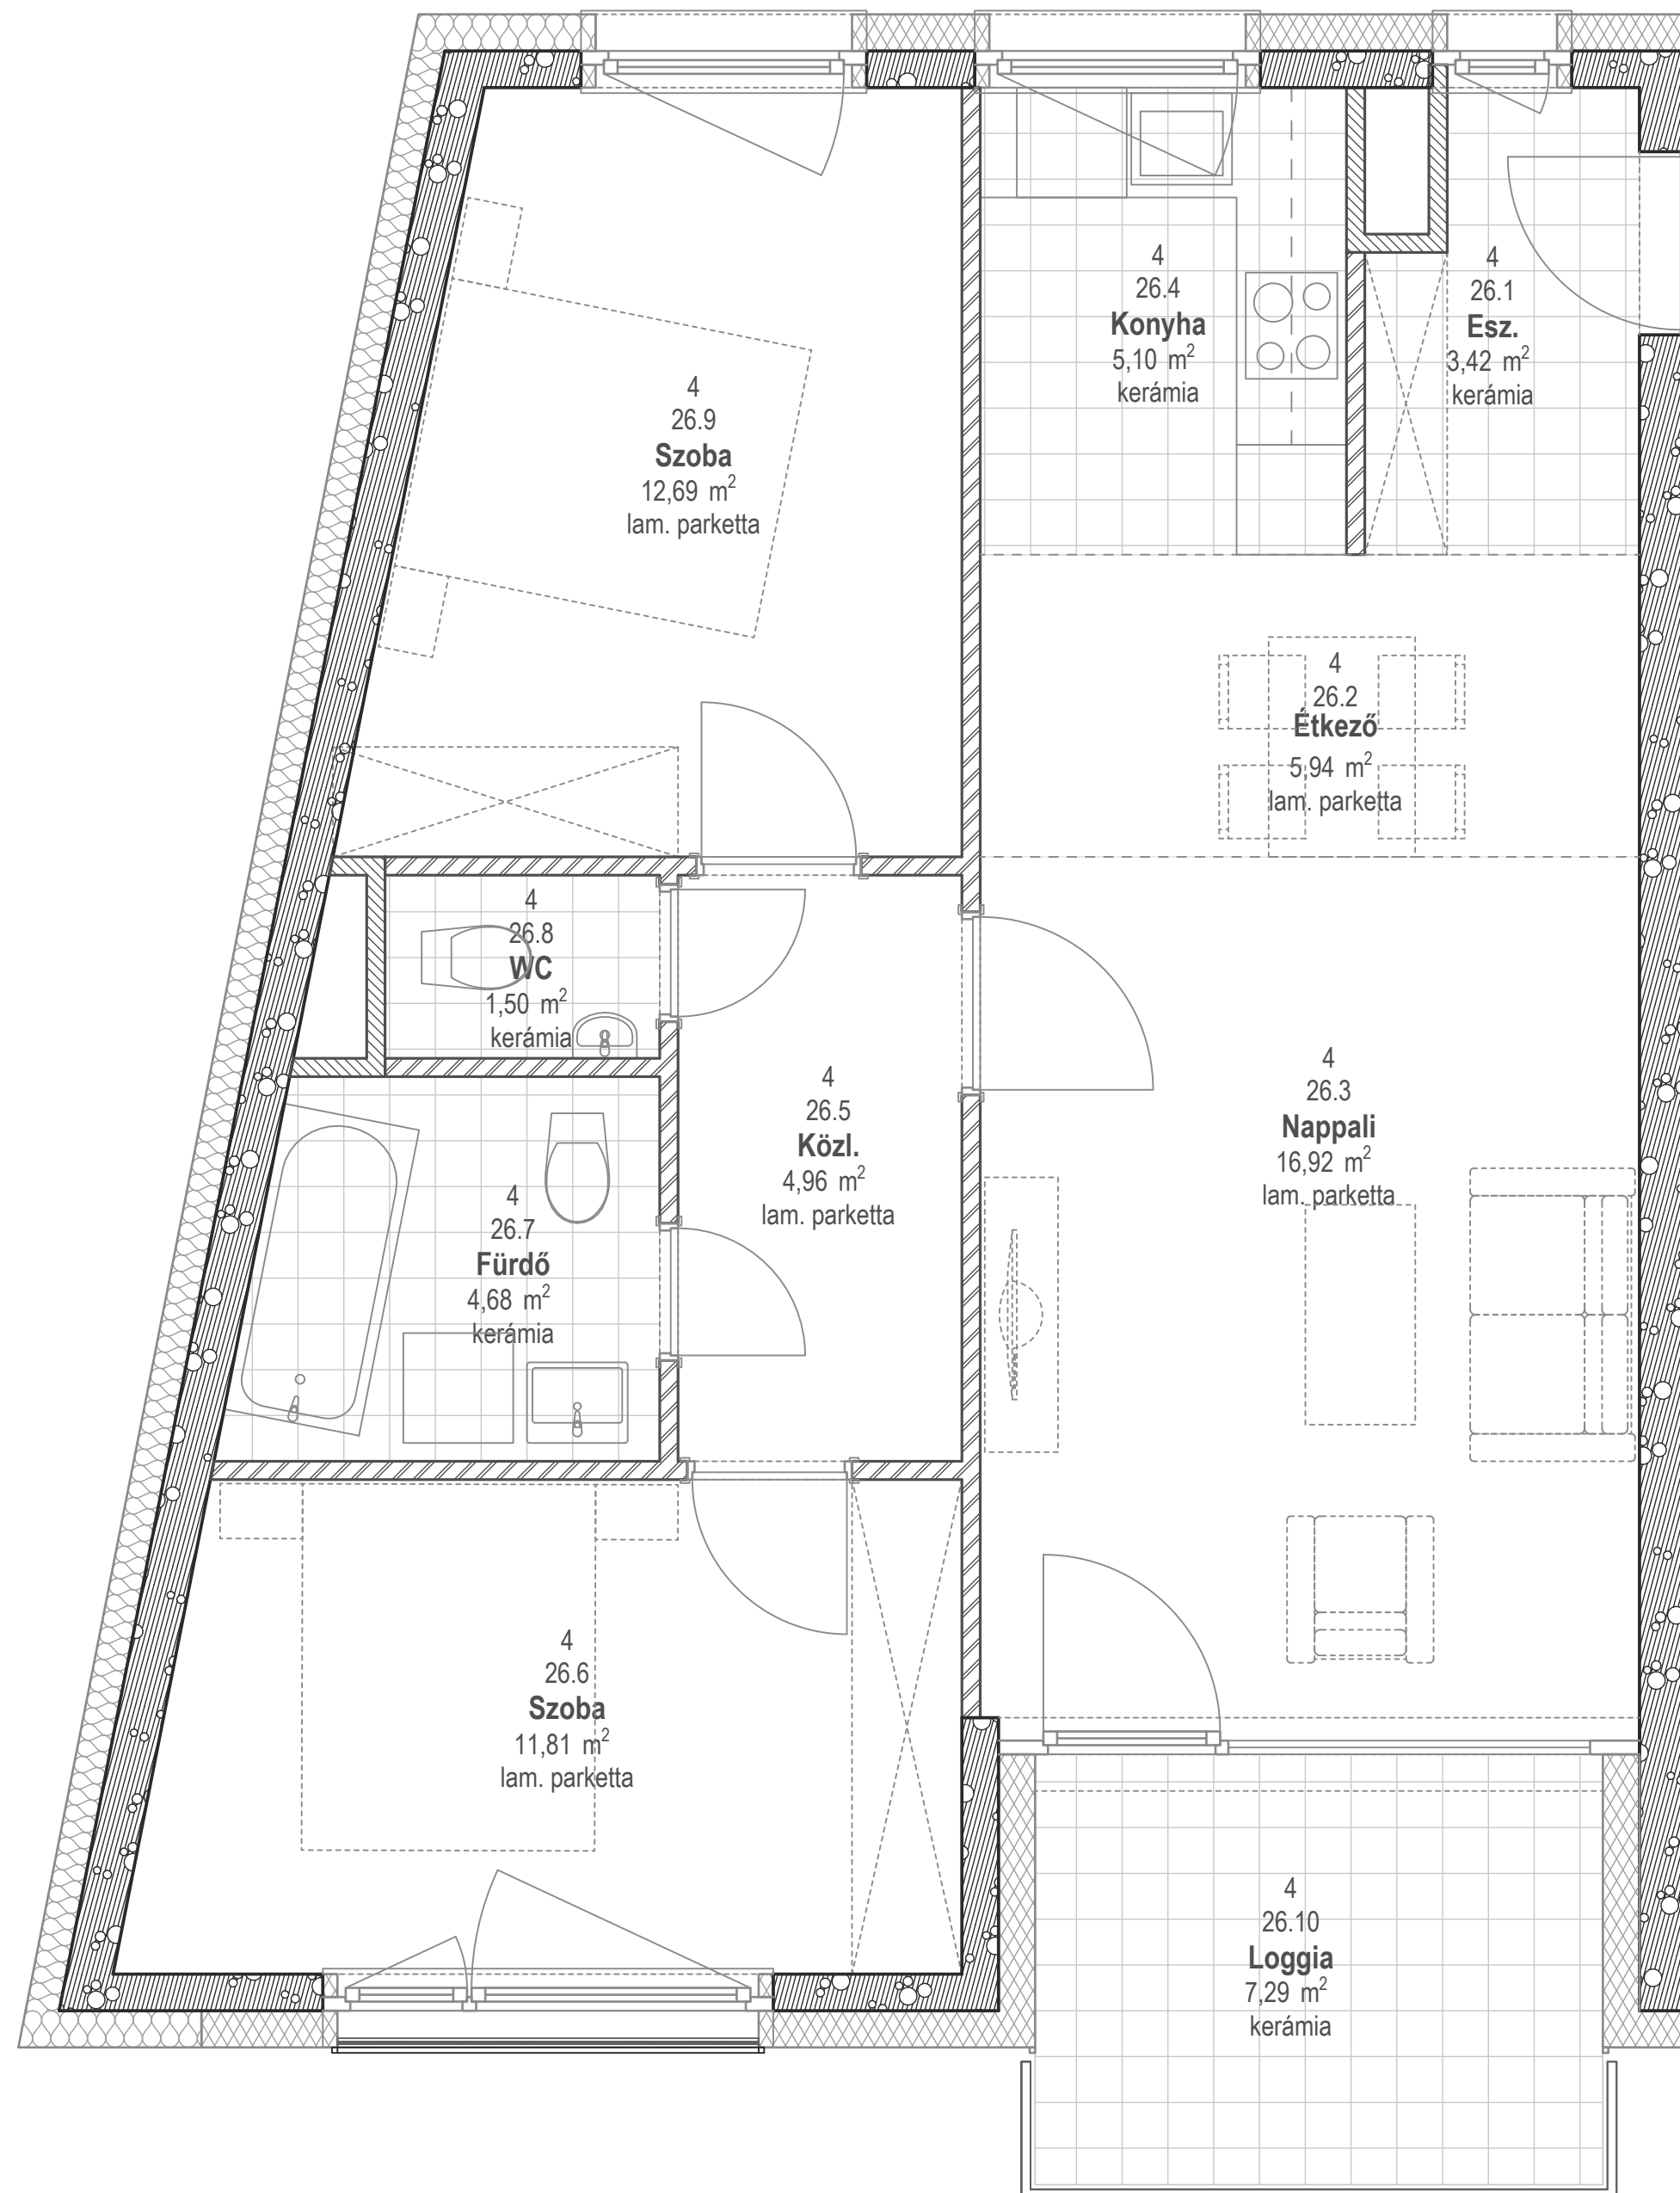 4
26.4
Konyha
5,10 m²
kerámia
4
26.1
Esz.
3,42 m²
kerámia
4
26.9
Szoba
12,69 m²
lam. parketta
4
26.2
Étkező
5,94 m²
lam. parketta
4
26.8
WC
1,50 m²
kerámia
4
26.5
Közl.
4,96 m²
lam. parketta
4
26.3
Nappali
16,92 m²
lam. parketta
4
26.7
Fürdő
4,68 m²
kerámia
4
26.6
Szoba
11,81 m²
lam. parketta
4
26.10
Loggia
7,29 m²
kerámia